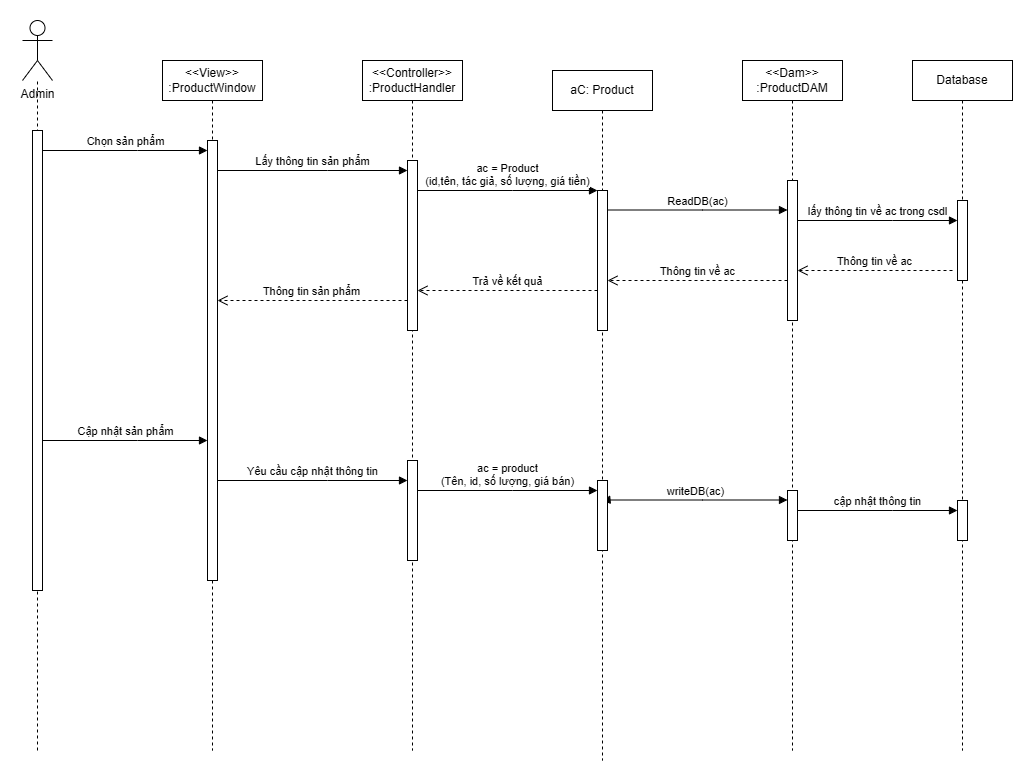 <<View>>
:ProductWindow
<<Controller>>
:ProductHandler
aC: Product
<<Dam>>
:ProductDAM
Database
Admin
Chọn sản phẩm
Lấy thông tin sản phẩm
ac = Product
(id,tên, tác giả, số lượng, giá tiền)
ReadDB(ac)
lấy thông tin về ac trong csdl
Thông tin về ac
Thông tin về ac
Trả về kết quả
Thông tin sản phẩm
Cập nhật sản phẩm
Yêu cầu cập nhật thông tin
ac = product
(Tên, id, số lượng, giá bán)
writeDB(ac)
cập nhật thông tin